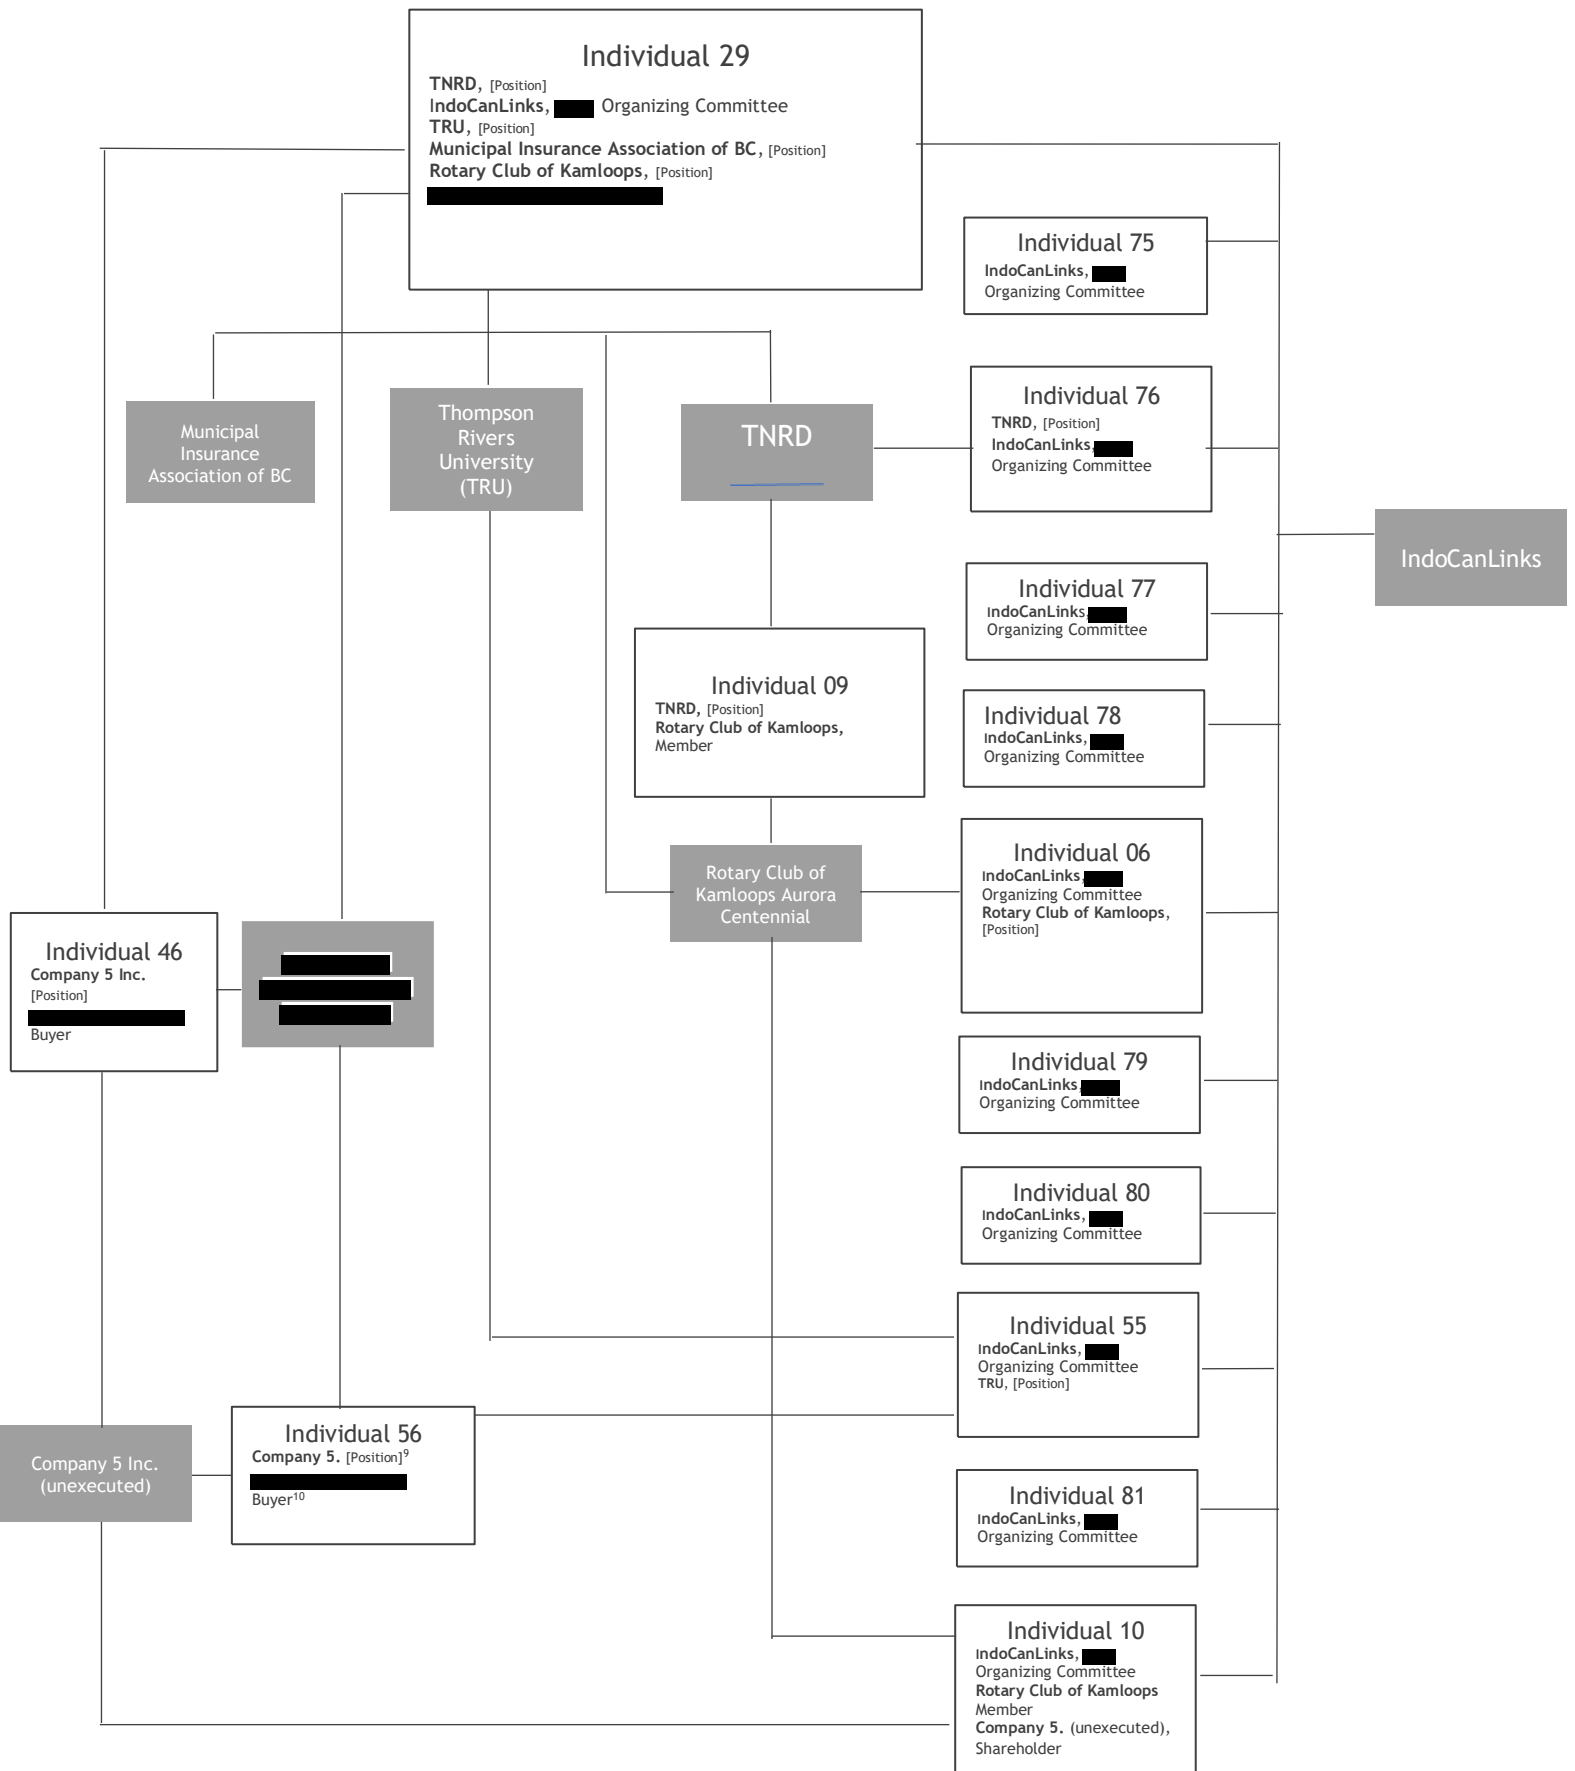 Individual 29
TNRD, [Position]
IndoCanLinks, Organizing Committee
TRU, [Position]
Municipal Insurance Association of BC, [Position]
Rotary Club of Kamloops, [Position]
Individual 75
IndoCanLinks,
Organizing Committee
Individual 76
TNRD, [Position]
IndoCanLinks,
Organizing Committee
Municipal
Insurance
Association of BC
Thompson
Rivers
University
(TRU)
TNRD
IndoCanLinks
Individual 77
IndoCanLinks,
Organizing Committee
Individual 09
TNRD, [Position]
Rotary Club of Kamloops,
Member
Individual 78
IndoCanLinks,
Organizing Committee
Rotary Club of
Kamloops Aurora
Centennial
Individual 06
IndoCanLinks,
Organizing Committee
Rotary Club of Kamloops,
[Position]
Individual 46
Company 5 Inc.
[Position]
Buyer
Individual 79
IndoCanLinks,
Organizing Committee
Individual 80
IndoCanLinks,
Organizing Committee
Individual 55
IndoCanLinks,
Organizing Committee
TRU, [Position]
Company 5 Inc.
(unexecuted)
Individual 56
Company 5. [Position]9
Buyer10
Individual 81
IndoCanLinks,
Organizing Committee
Individual 10
IndoCanLinks,
Organizing Committee
Rotary Club of Kamloops
Member
Company 5. (unexecuted),
Shareholder